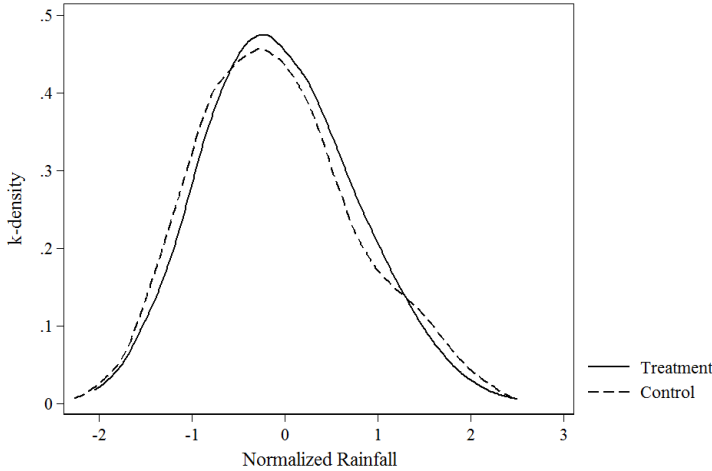 .5
.4
.3
.2
.1
0
k-density
-2 -1 0 1 2 3
Normalized Rainfall
Treatment
Control